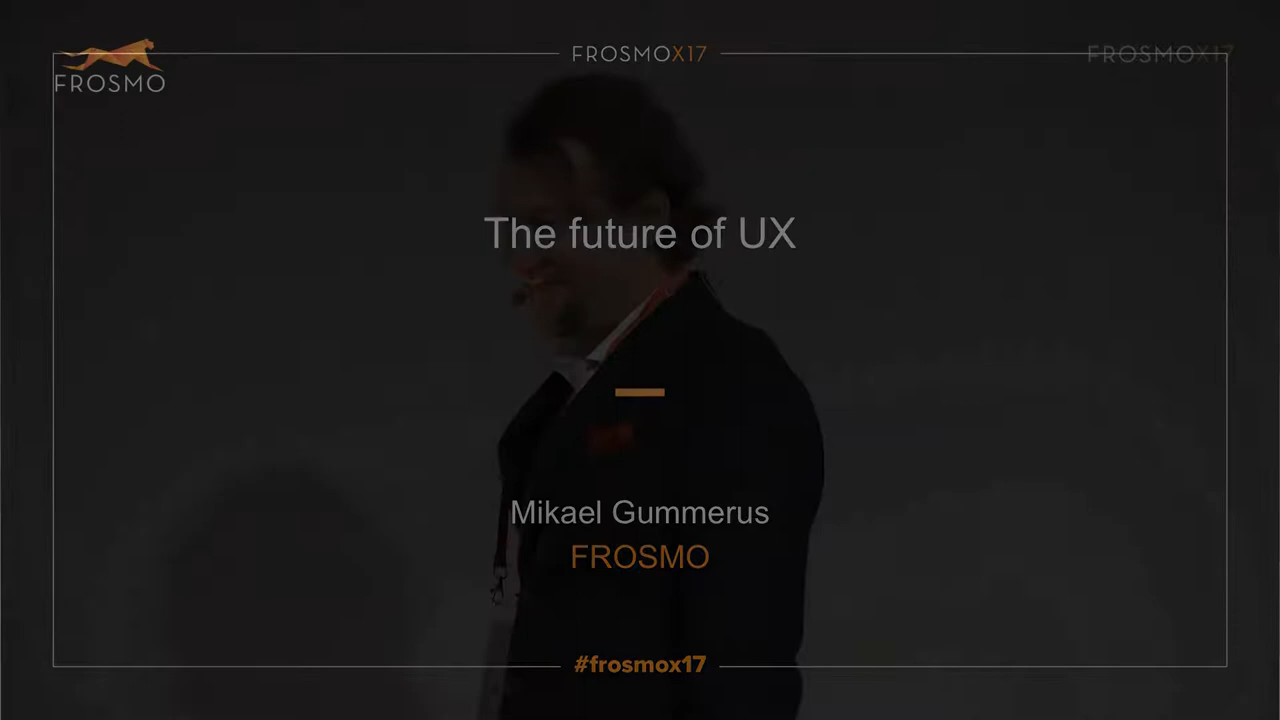 FROSMO
FROSMOX17
FROSMOX17
The future of UX
Mikael Gummerus
FROSMO
#frosmox17